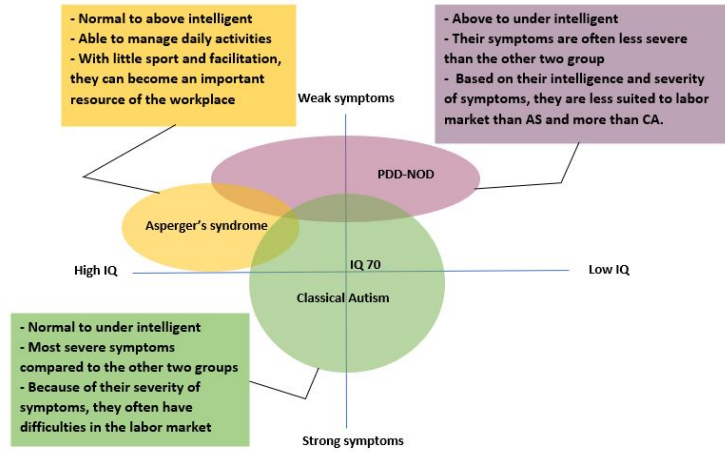 - Normal to above intelligent
- Able to manage daily activities
- With little sport and facilitation,
they can become an important
resource of the workplace
- Above to under intelligent
- Their symptoms are often less severe
than the other two group
- Based on their intelligence and severity
of symptoms, they are less suited to labor
market than AS and more than CA.
Weak symptoms
PDD-NOD
Asperger's syndrome
High IQ
IQ 70
Low IQ
Classical Autism
- Normal to under intelligent
- Most severe symptoms
compared to the other two groups
- Because of their severity of
symptoms, they often have
difficulties in the labor market
Strong symptoms